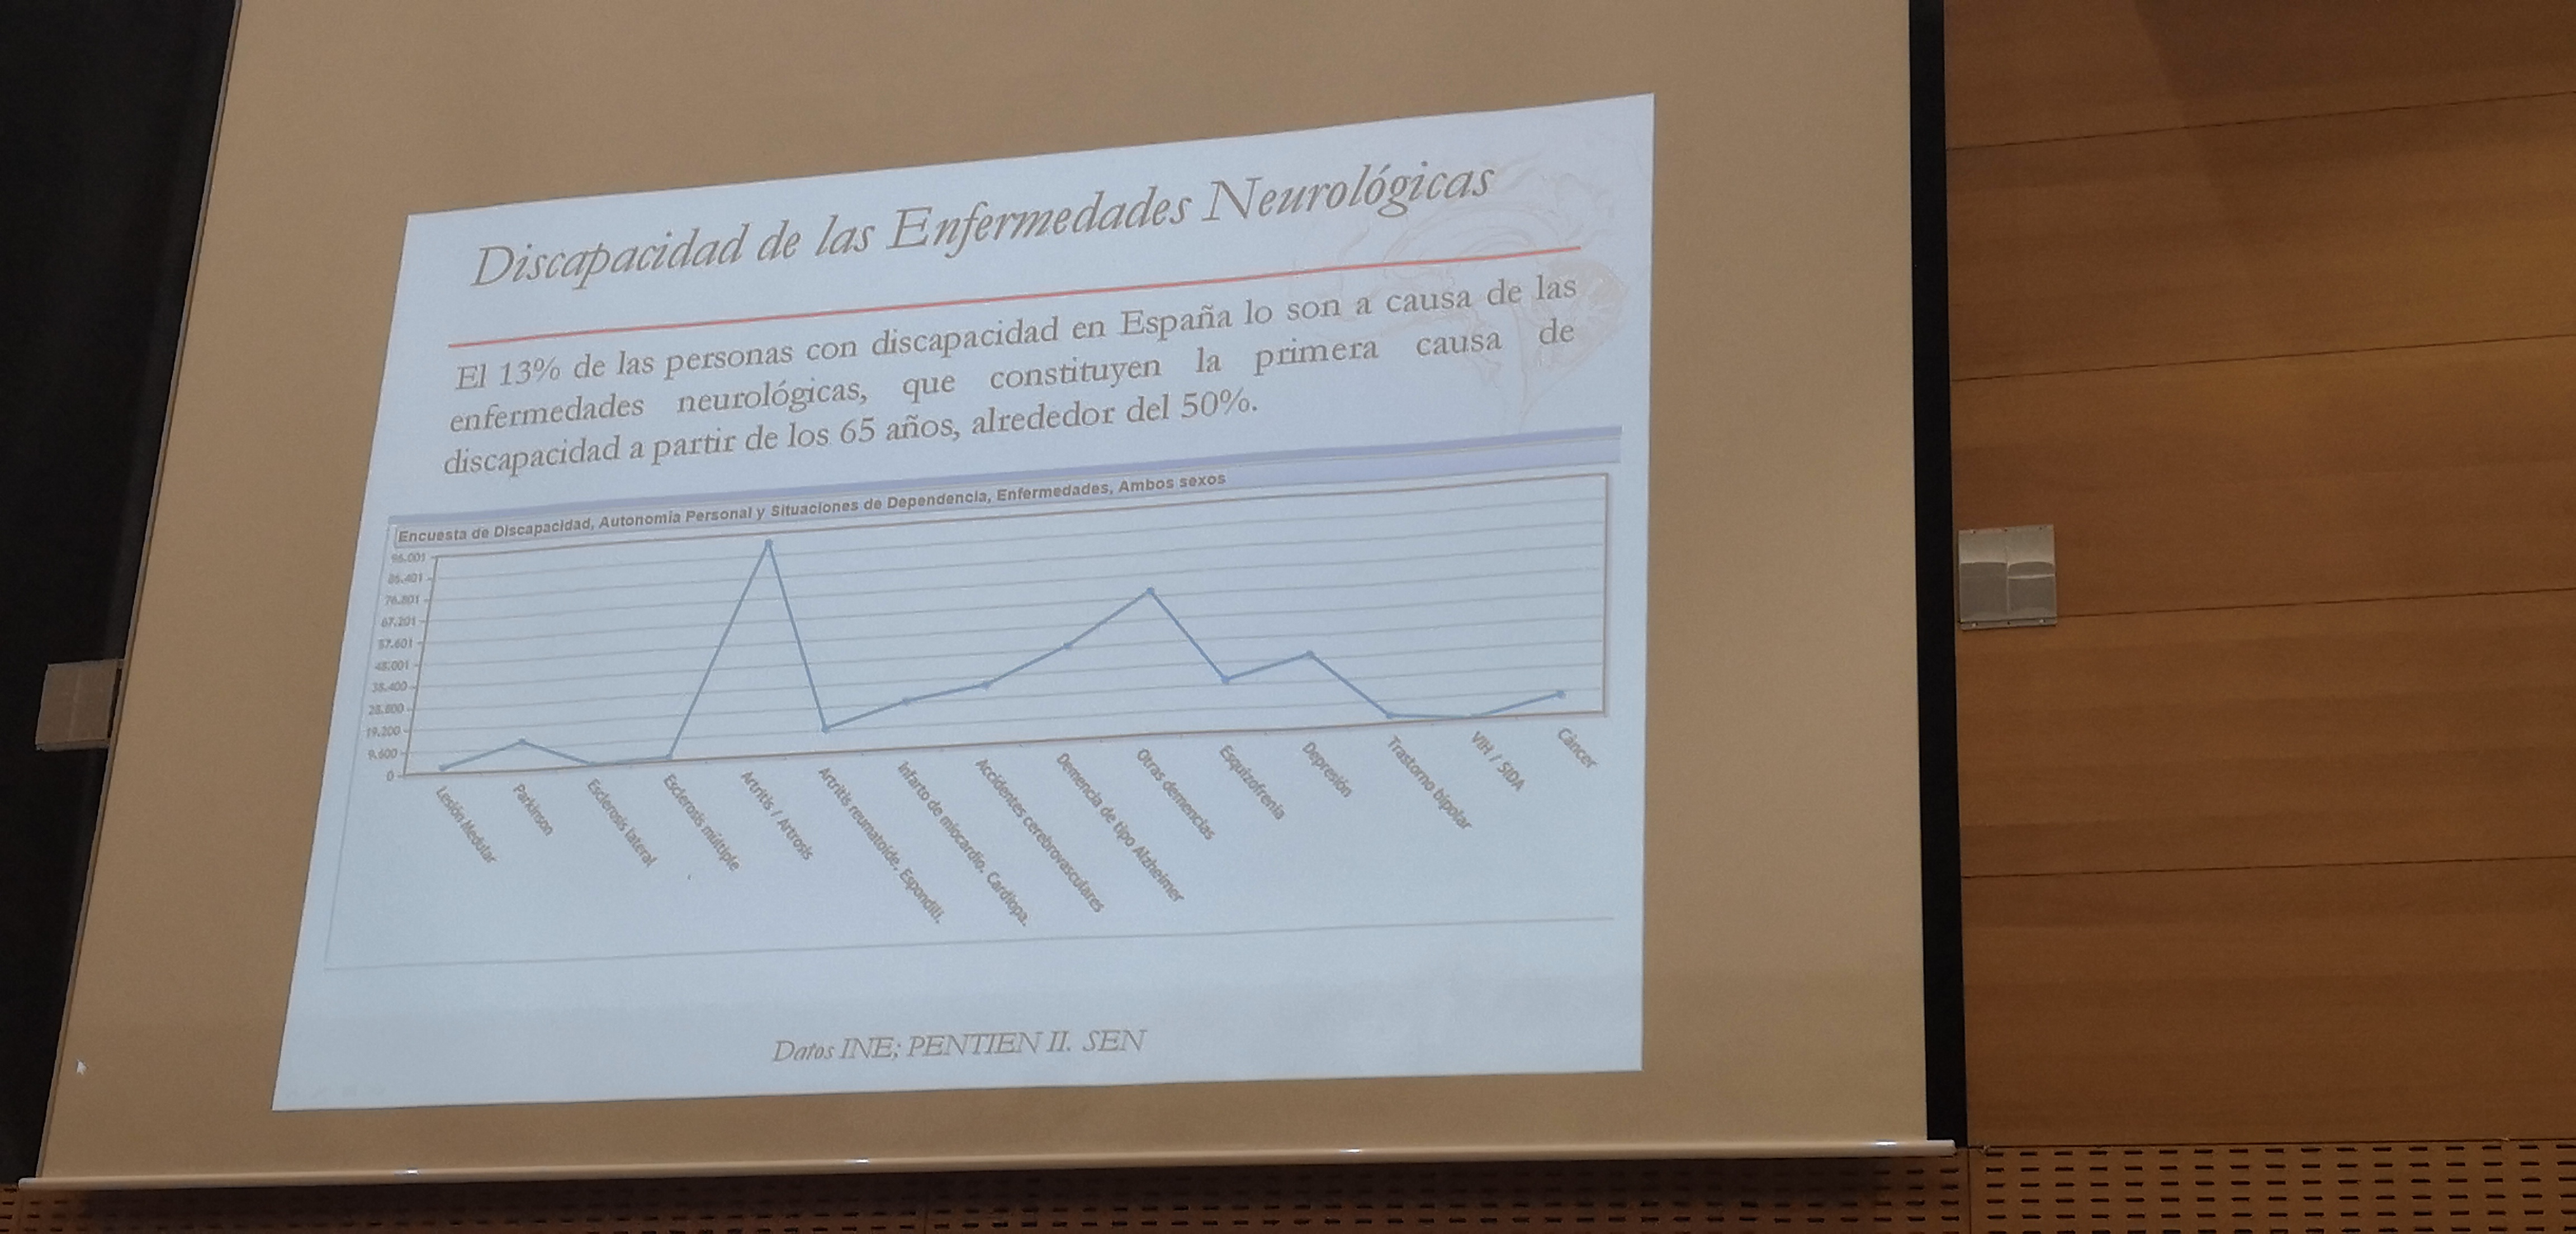 Discapacidad de las Enfermedades Neurológicas
El 13% de las personas con discapacidad en España lo son a causa de las
enfermedades neurológicas, que constituyen la primera causa de
discapacidad a partir de los 65 años, alrededor del 50%.
Encuesta de Discapacidad, Autonomía Personal y Situaciones de Dependencia, Enfermedades, Ambos sexos
96.001
86.401
76.801
67.201
57.601
48.001
38.400
28.800
19.200
9.600
0
Lesión Medular
Parkinson
Esclerosis lateral
Esclerosis múltiple
Artritis / Artrosis
Artritis reumatoide, Espondili.
Infarto de miocardio. Cardiopa.
Accidentes cerebrovasculares
Demencia de tipo Alzheimer
Otras demencias
Esquizofrenia
Depresión
Trastorno bipolar
VIH / SIDA
Cáncer
Datos INE; PENTIEN II. SEN